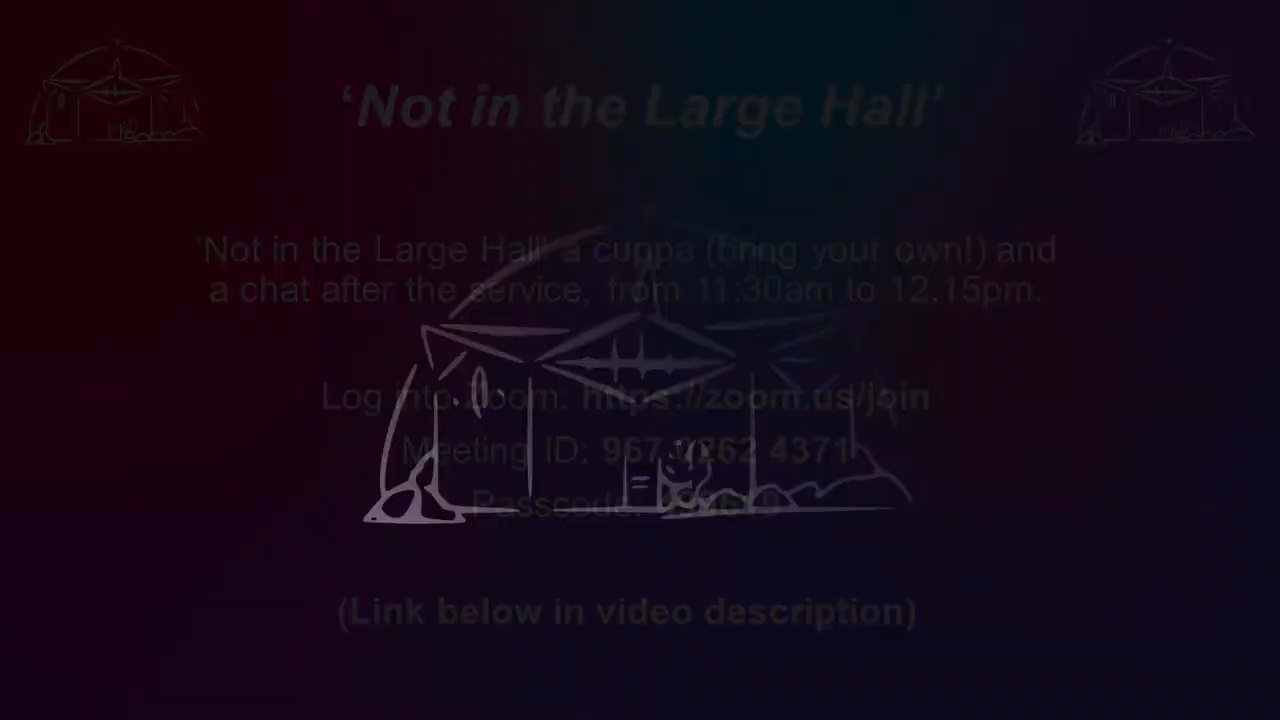 ‘Not in the Large Hall’
'Not in the Large Hall' a cuppa (bring your own!) and
a chat after the service, from 11:30am to 12.15pm.
Log into Zoom: https://zoom.us/join
Meeting ID: 967 0262 4371
Passcode:
(Link below in video description)